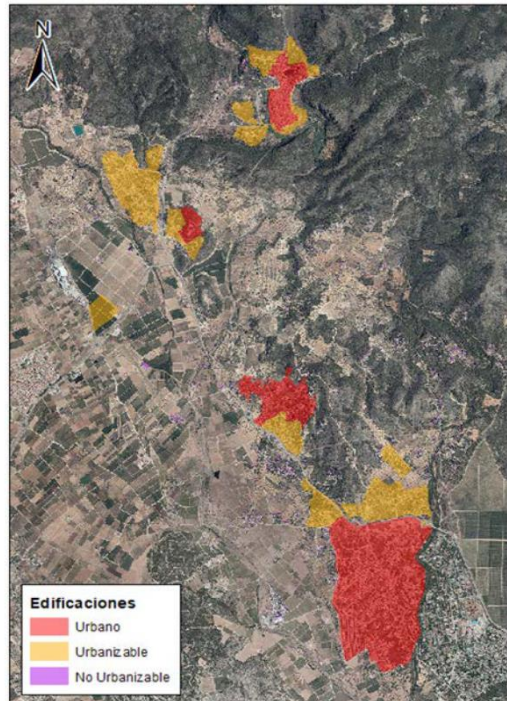 N
Edificaciones
Urbano
Urbanizable
No Urbanizable